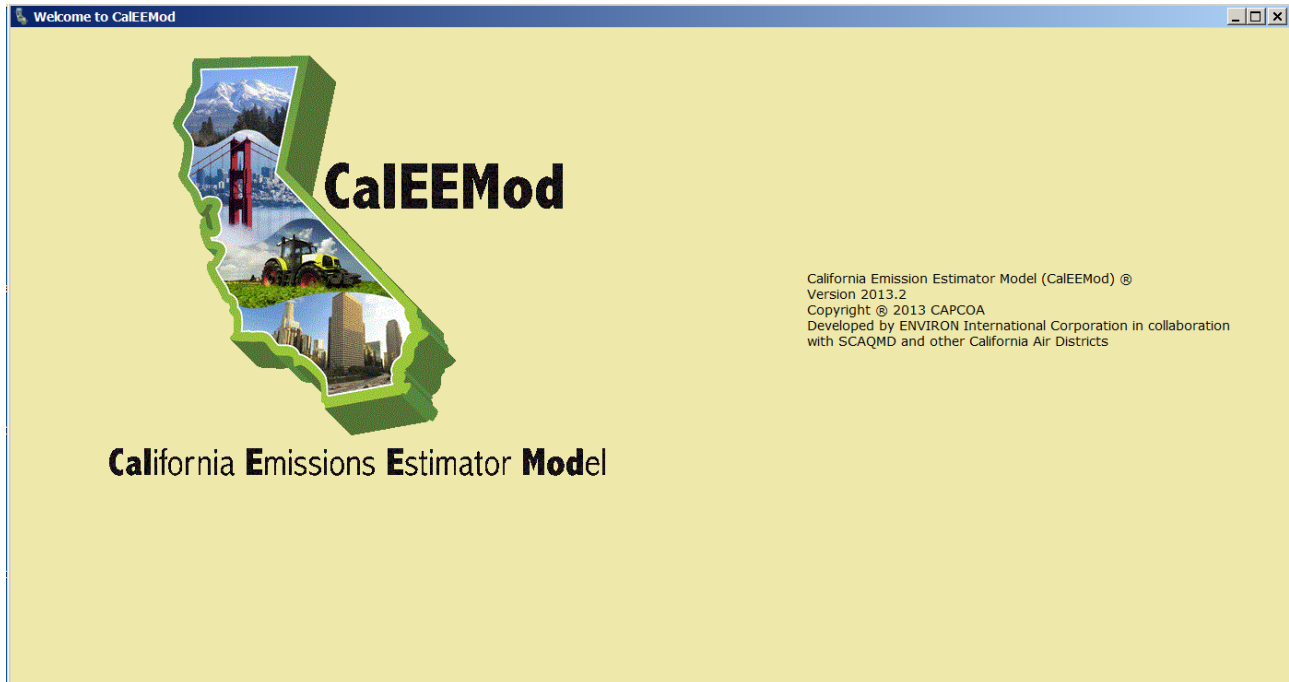 Welcome to CalEEMod
CalEEMod
California Emissions Estimator Model
California Emission Estimator Model (CalEEMod) ®
Version 2013.2
Copyright ® 2013 CAPCOA
Developed by ENVIRON International Corporation in collaboration
with SCAQMD and other California Air Districts